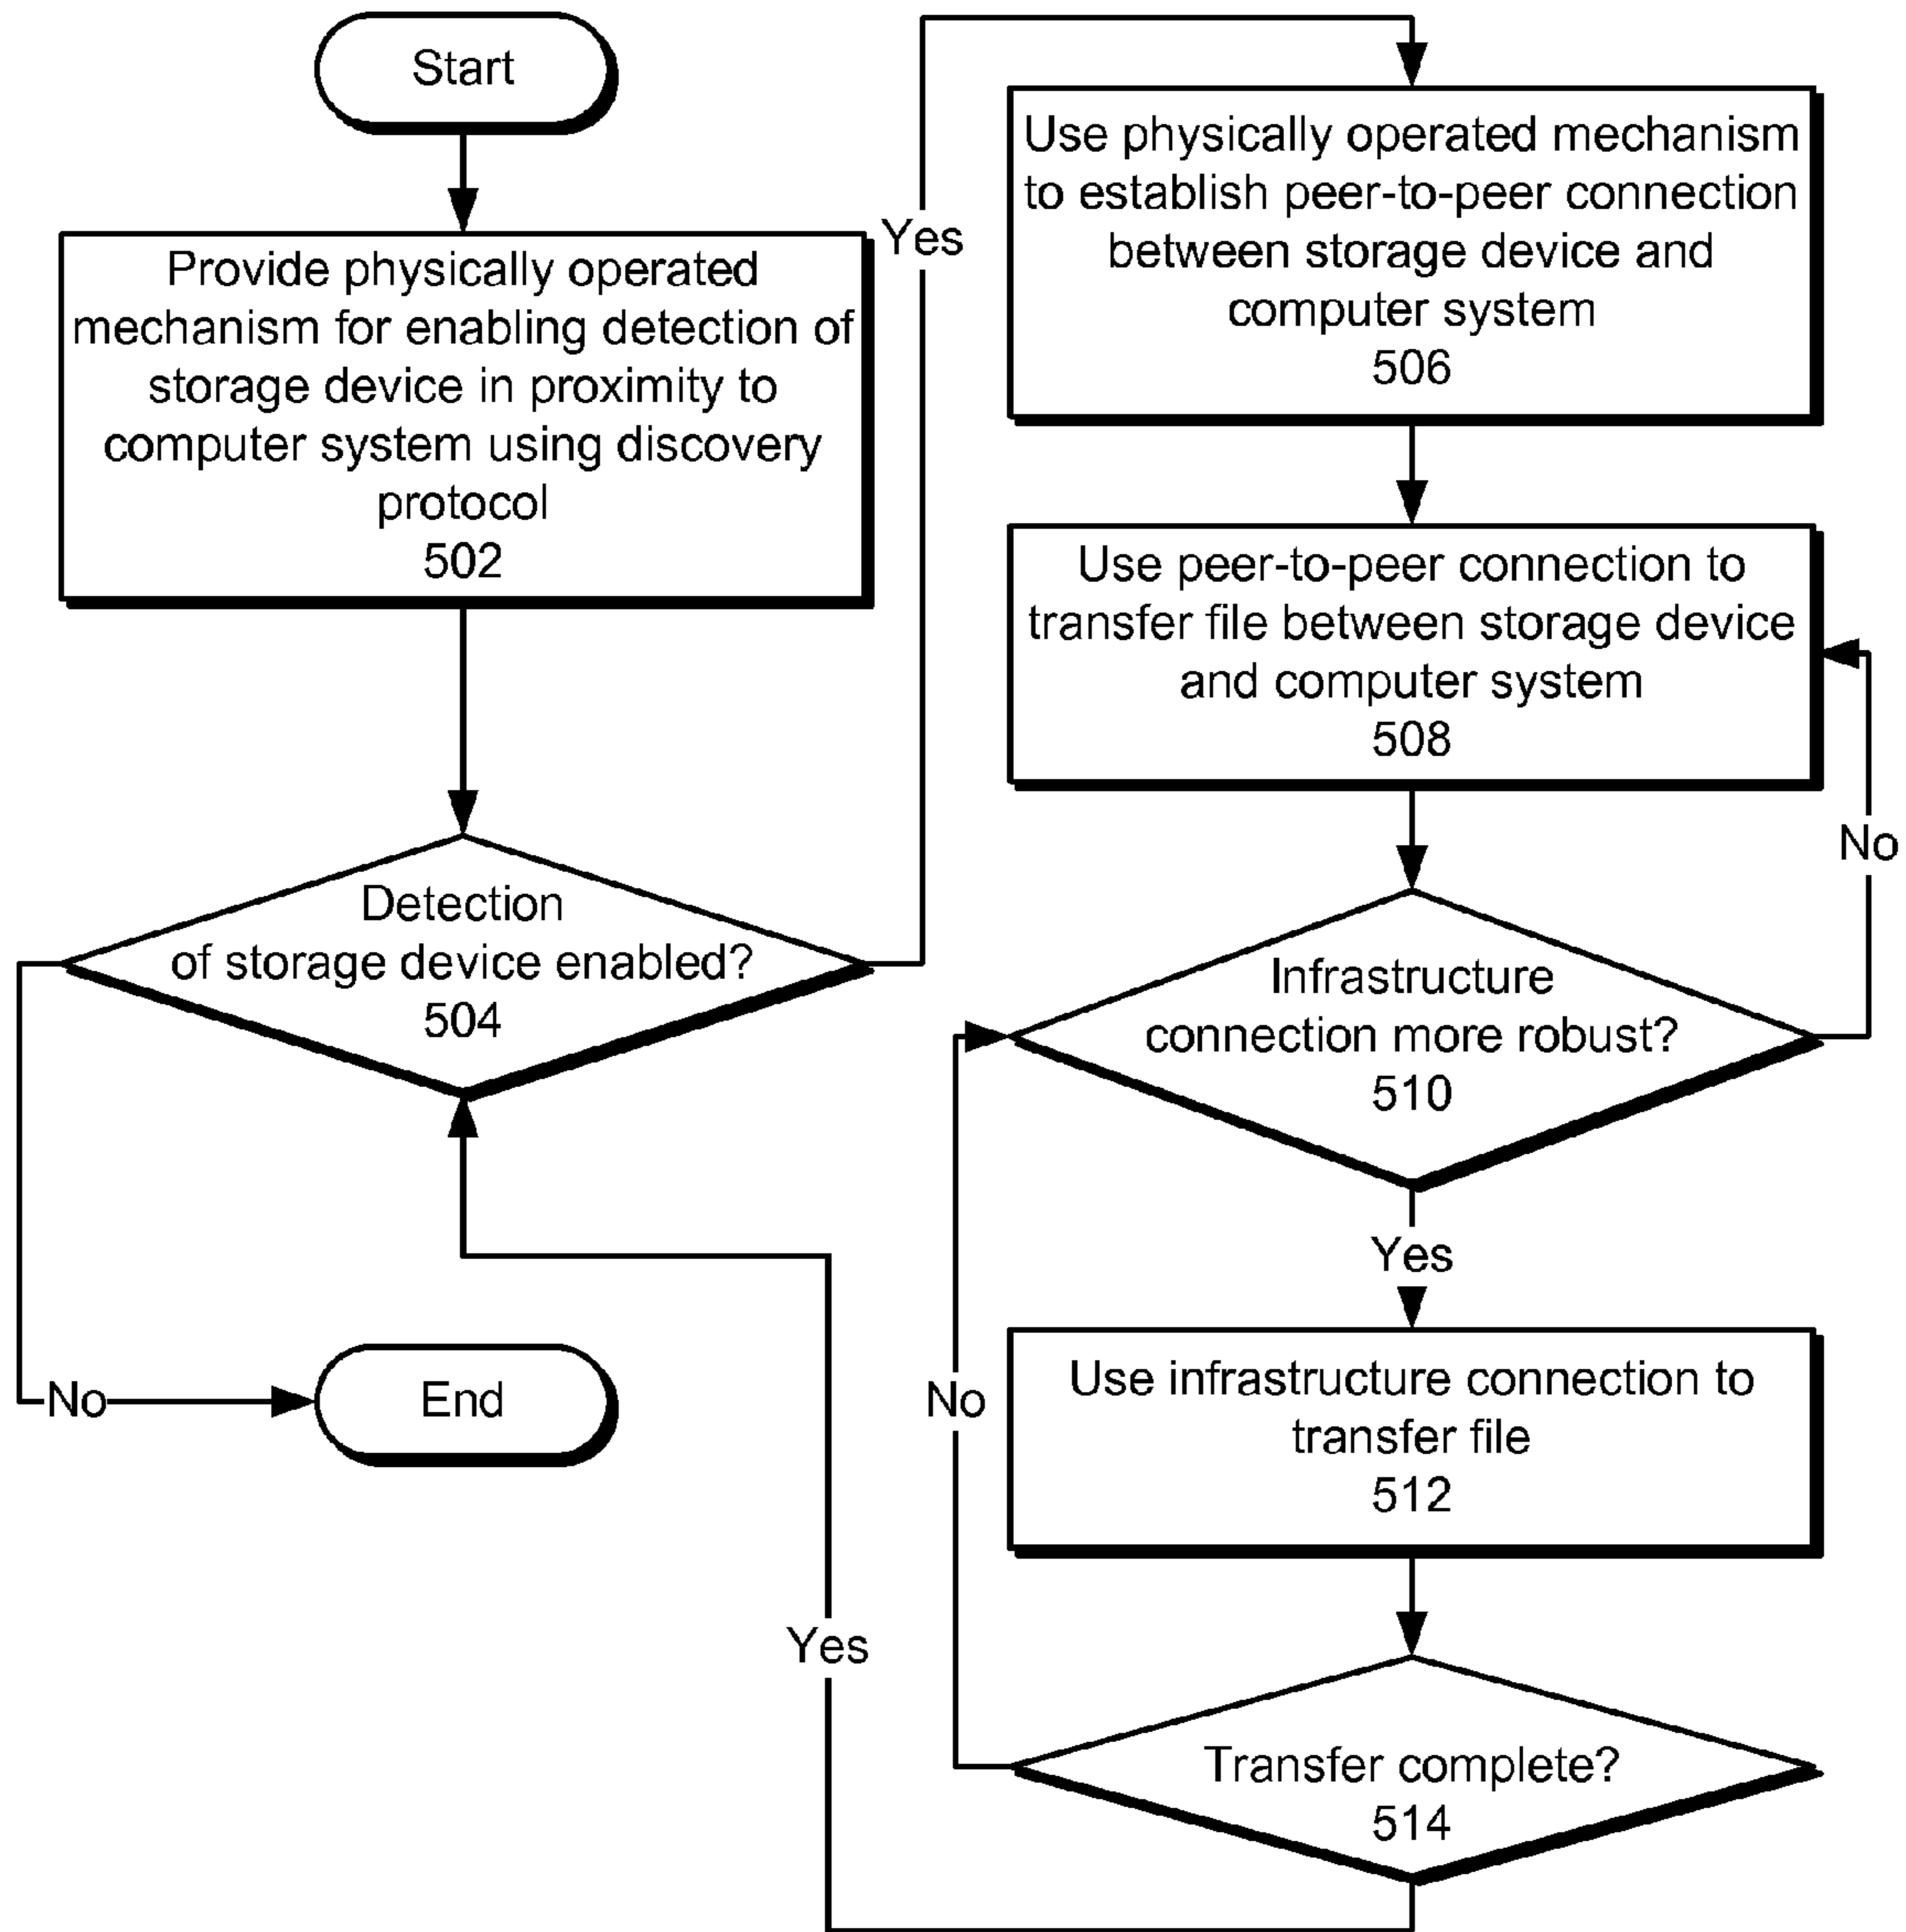 Start
Provide physically operated
mechanism for enabling detection of
storage device in proximity to
computer system using discovery
protocol
502
Detection
of storage device enabled?
504
No
End
Yes
Use physically operated mechanism
to establish peer-to-peer connection
between storage device and
computer system
506
Use peer-to-peer connection to
transfer file between storage device
and computer system
508
No
Infrastructure
connection more robust?
510
Yes
Use infrastructure connection to
transfer file
512
No
Transfer complete?
514
Yes